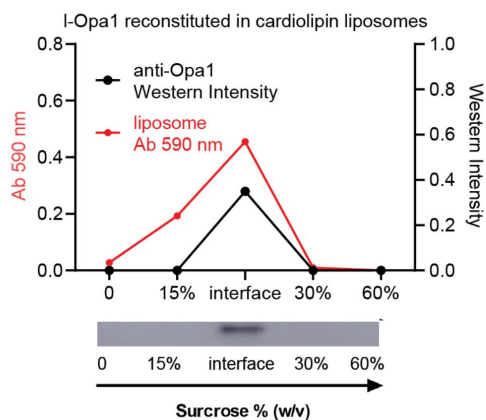 l-Opa1 reconstituted in cardiolipin liposomes
0.8
0.6
0.4
0.2
0.0
Ab 590 nm
anti-Opa1
Western Intensity
liposome
Ab 590 nm
1.0
0.8
0.6
0.4
0.2
0.0
Western Intensity
0 15% interface 30% 60%
0 15% interface 30% 60%
Surcrose % (w/v)